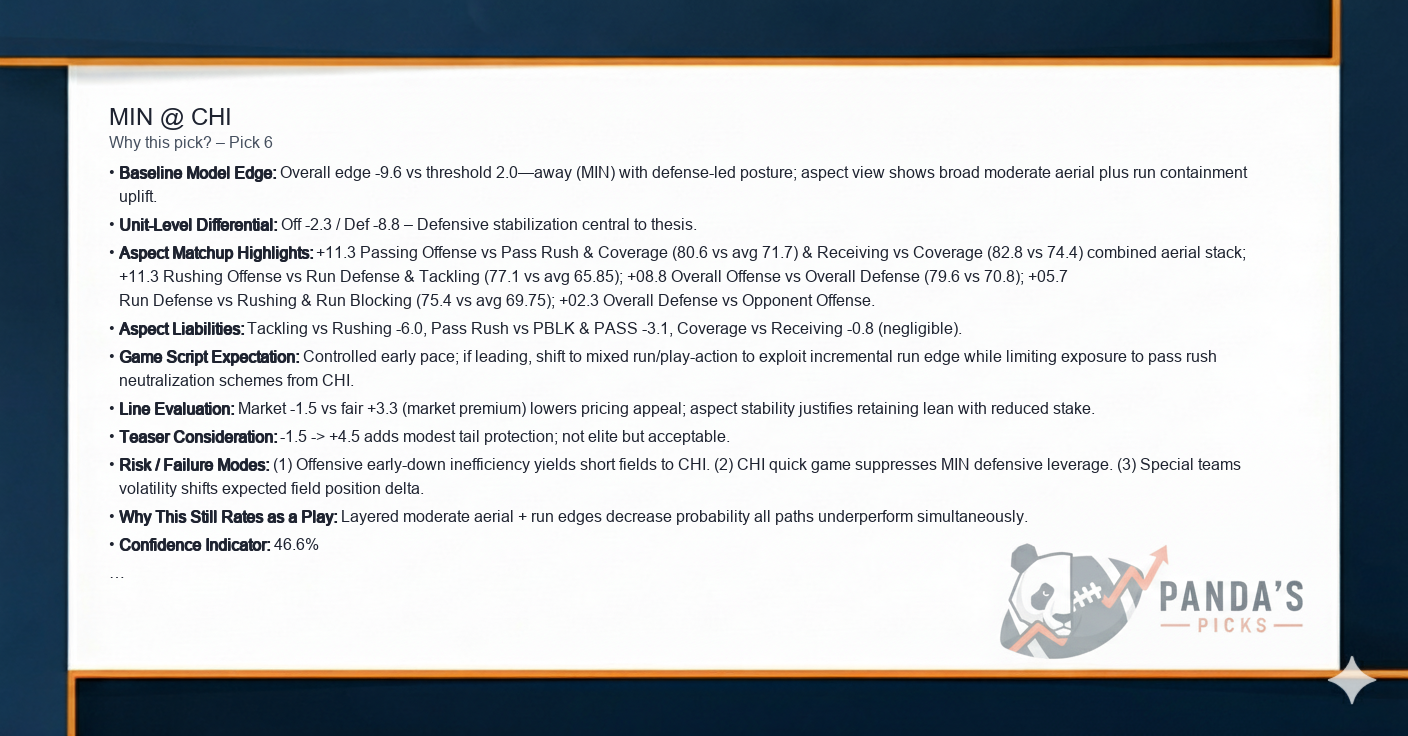 MIN @ CHI
Why this pick? – Pick 6
• Baseline Model Edge: Overall edge -9.6 vs threshold 2.0—away (MIN) with defense-led posture; aspect view shows broad moderate aerial plus run containment
uplift.
• Unit-Level Differential: Off -2.3 / Def -8.8 – Defensive stabilization central to thesis.
• Aspect Matchup Highlights: +11.3 Passing Offense vs Pass Rush & Coverage (80.6 vs avg 71.7) & Receiving vs Coverage (82.8 vs 74.4) combined aerial stack;
+11.3 Rushing Offense vs Run Defense & Tackling (77.1 vs avg 65.85); +08.8 Overall Offense vs Overall Defense (79.6 vs 70.8); +05.7
Run Defense vs Rushing & Run Blocking (75.4 vs avg 69.75); +02.3 Overall Defense vs Opponent Offense.
• Aspect Liabilities: Tackling vs Rushing -6.0, Pass Rush vs PBLK & PASS -3.1, Coverage vs Receiving -0.8 (negligible).
• Game Script Expectation: Controlled early pace; if leading, shift to mixed run/play-action to exploit incremental run edge while limiting exposure to pass rush
neutralization schemes from CHI.
• Line Evaluation: Market -1.5 vs fair +3.3 (market premium) lowers pricing appeal; aspect stability justifies retaining lean with reduced stake.
• Teaser Consideration: -1.5 -> +4.5 adds modest tail protection; not elite but acceptable.
• Risk / Failure Modes: (1) Offensive early-down inefficiency yields short fields to CHI. (2) CHI quick game suppresses MIN defensive leverage. (3) Special teams
volatility shifts expected field position delta.
• Why This Still Rates as a Play: Layered moderate aerial + run edges decrease probability all paths underperform simultaneously.
• Confidence Indicator: 46.6%
…
PANDA'S
PICKS